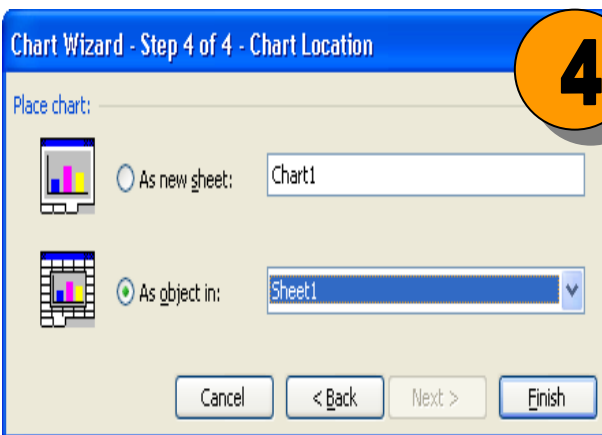 Chart Wizard - Step 4 of 4 - Chart Location
4
Place chart:
As new sheet: Chart1
As object in: Sheet1
Cancel < Back Next > Finish